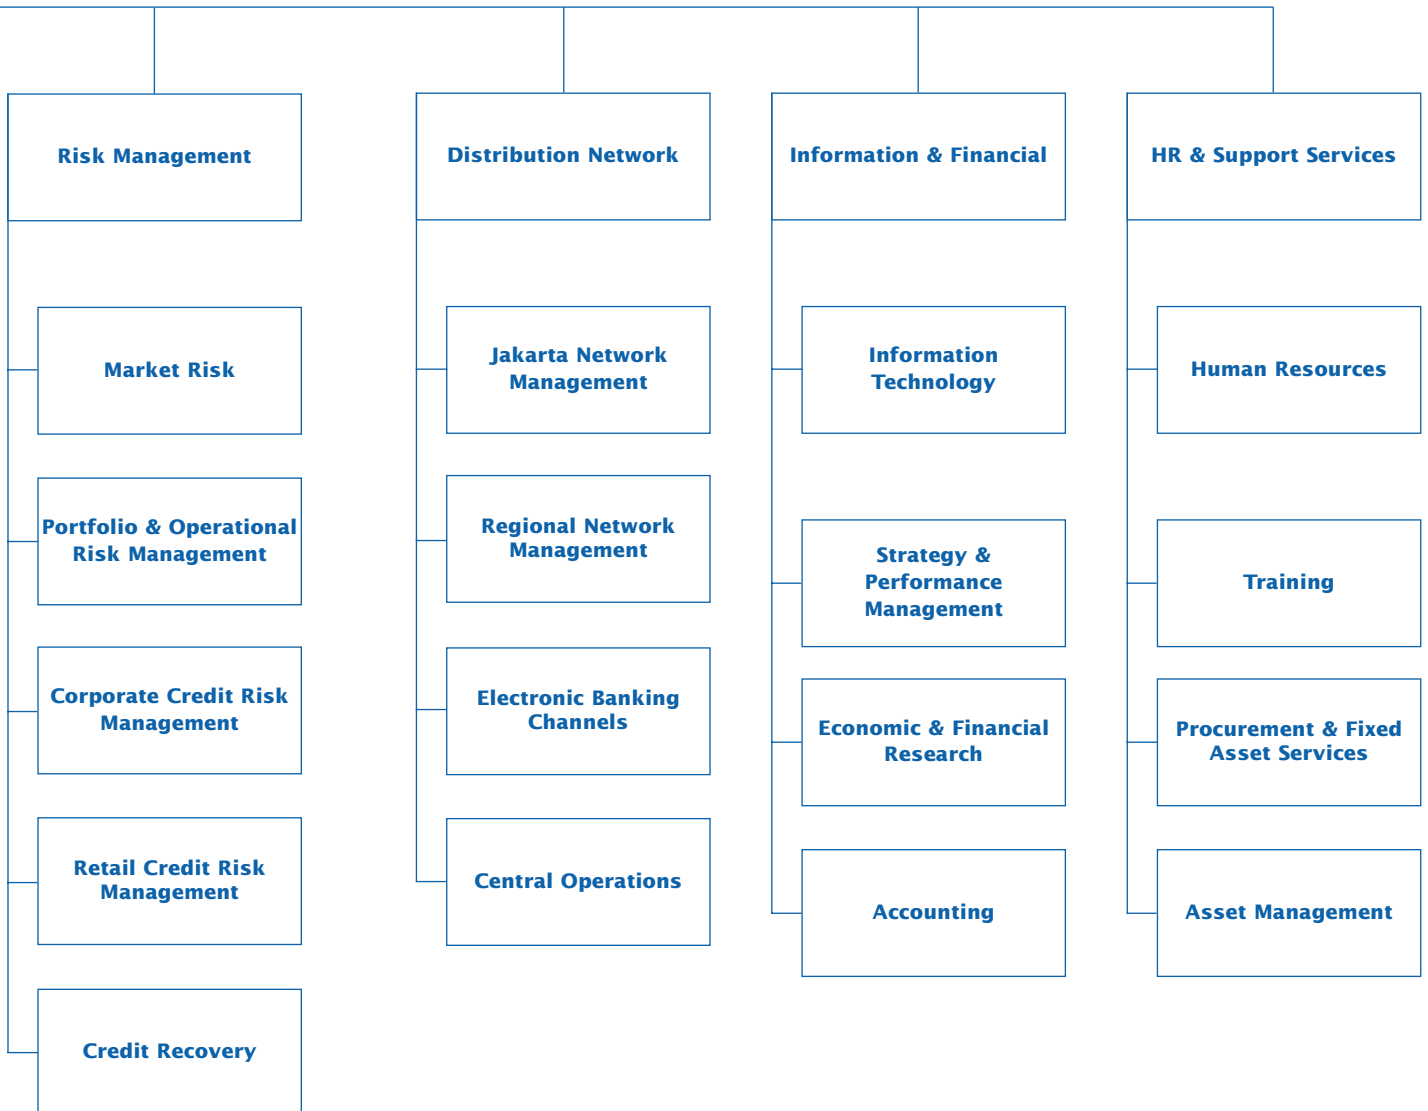 Risk Management
Distribution Network
Information & Financial
HR & Support Services
Market Risk
Portfolio & Operational
Risk Management
Corporate Credit Risk
Management
Retail Credit Risk
Management
Credit Recovery
Jakarta Network
Management
Regional Network
Management
Electronic Banking
Channels
Central Operations
Information
Technology
Strategy &
Performance
Management
Economic & Financial
Research
Accounting
Human Resources
Training
Procurement & Fixed
Asset Services
Asset Management